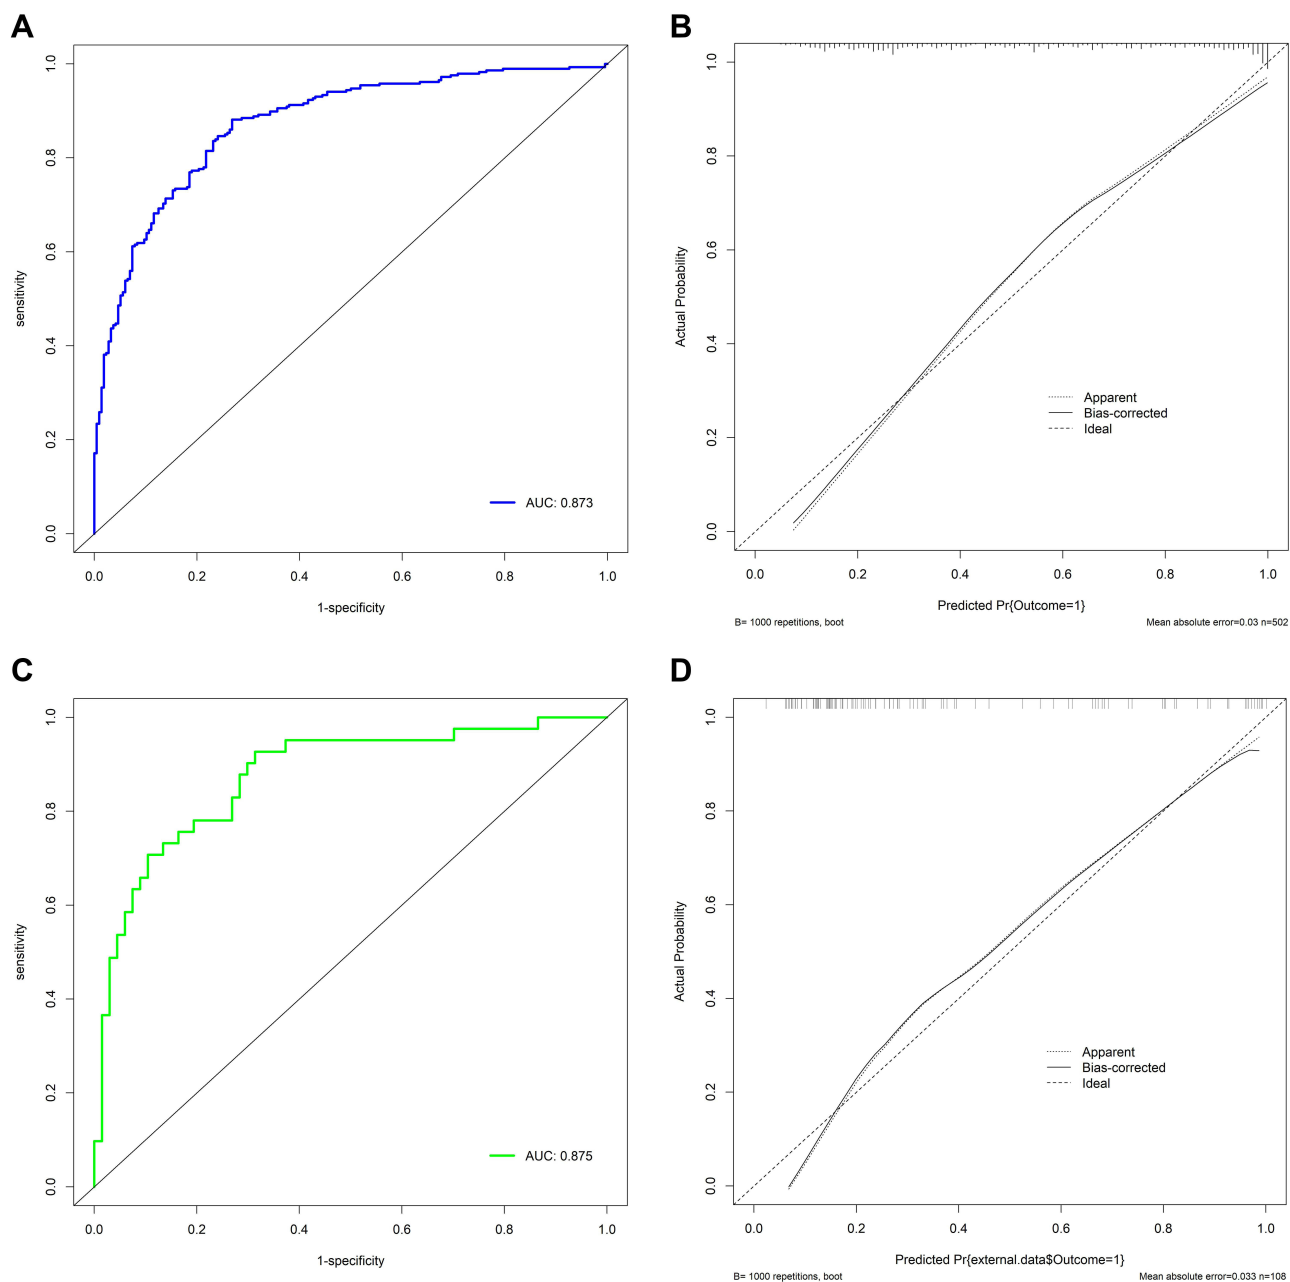 A
1.0
0.8
0.6
0.4
0.2
0.0
sensitivity
AUC: 0.873
0.0 0.2 0.4 0.6 0.8 1.0
1-specificity
B
1.0
0.8
0.6
0.4
0.2
0.0
Actual Probability
Apparent
Bias-corrected
Ideal
0.0 0.2 0.4 0.6 0.8 1.0
Predicted Pr{Outcome=1}
B= 1000 repetitions, boot
Mean absolute error=0.03 n=502
C
1.0
0.8
0.6
0.4
0.2
0.0
sensitivity
AUC: 0.875
0.0 0.2 0.4 0.6 0.8 1.0
1-specificity
D
1.0
0.8
0.6
0.4
0.2
0.0
Actual Probability
Apparent
Bias-corrected
Ideal
0.0 0.2 0.4 0.6 0.8 1.0
Predicted Pr{external.data$Outcome=1}
B= 1000 repetitions, boot
Mean absolute error=0.033 n=108